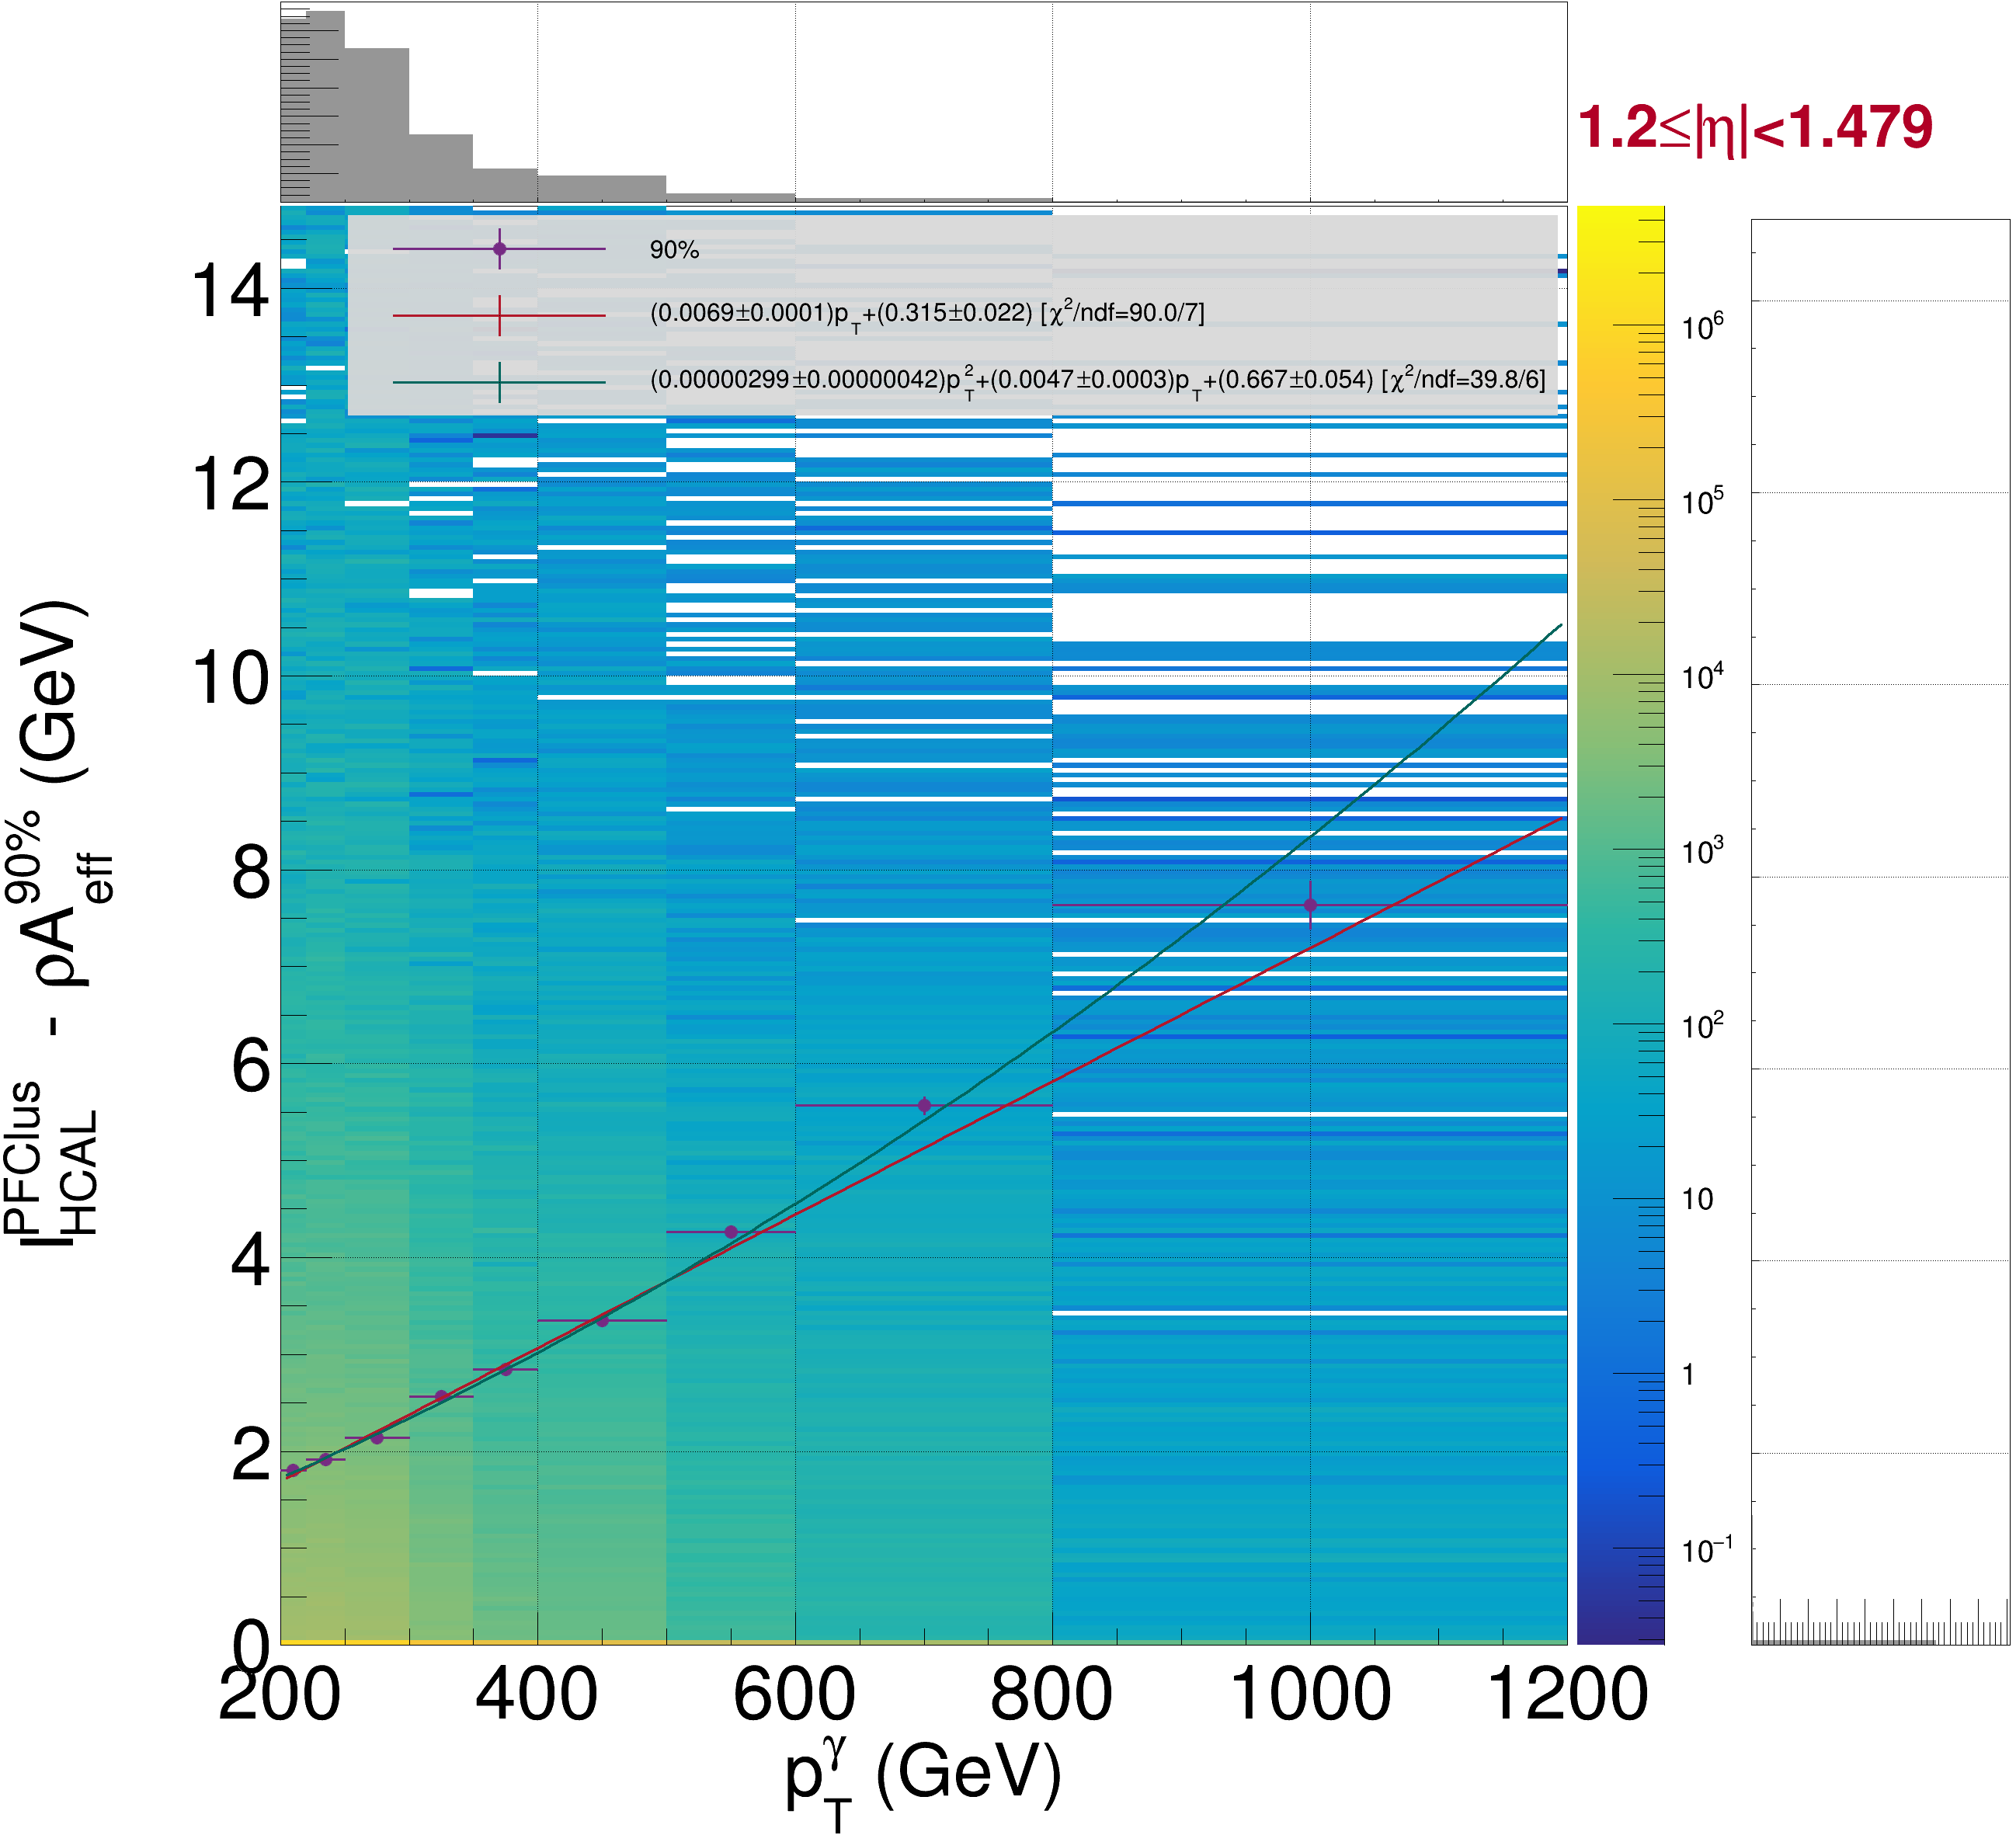 1.2≤|η|<1.479
90%
(0.0069±0.0001)p_T+(0.315±0.022) [χ²/ndf=90.0/7]
(0.00000299±0.00000042)p_T²+(0.0047±0.0003)p_T+(0.667±0.054) [χ²/ndf=39.8/6]
14
12
10
8
6
4
2
0
I_HCAL^PFClus - ρA_eff^90% (GeV)
200 400 600 800 1000 1200
p_T^γ (GeV)
10⁶
10⁵
10⁴
10³
10²
10
1
10⁻¹